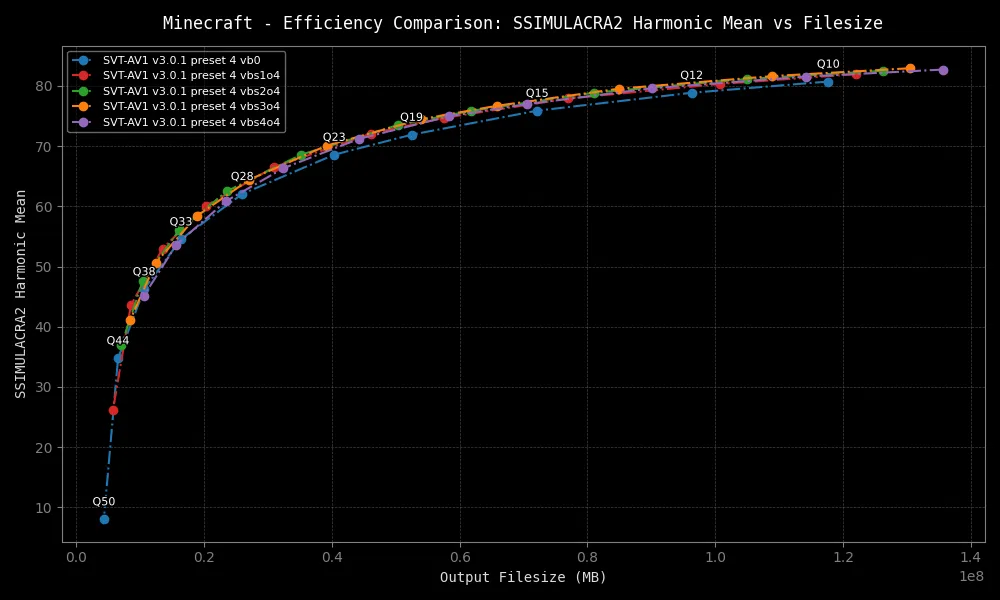 Minecraft - Efficiency Comparison: SSIMULACRA2 Harmonic Mean vs Filesize
SVT-AV1 v3.0.1 preset 4 vb0
SVT-AV1 v3.0.1 preset 4 vbs1o4
SVT-AV1 v3.0.1 preset 4 vbs2o4
SVT-AV1 v3.0.1 preset 4 vbs3o4
SVT-AV1 v3.0.1 preset 4 vbs4o4
Q10
Q12
Q15
Q19
Q23
Q28
Q33
Q38
Q44
Q50
80
70
60
50
40
30
20
10
SSIMULACRA2 Harmonic Mean
0.0 0.2 0.4 0.6 0.8 1.0 1.2 1.4
1e8
Output Filesize (MB)